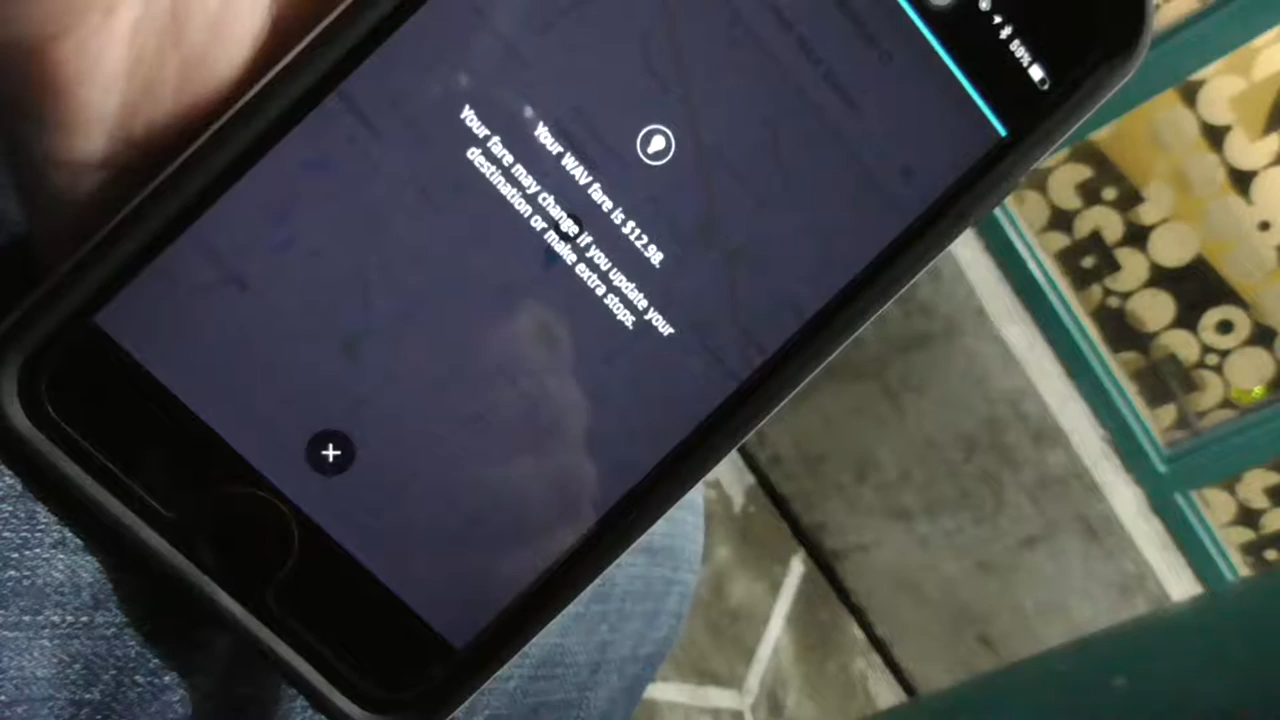 59%
Your WAV fare is $12.98.
Your fare may change if you update your
destination or make extra stops.